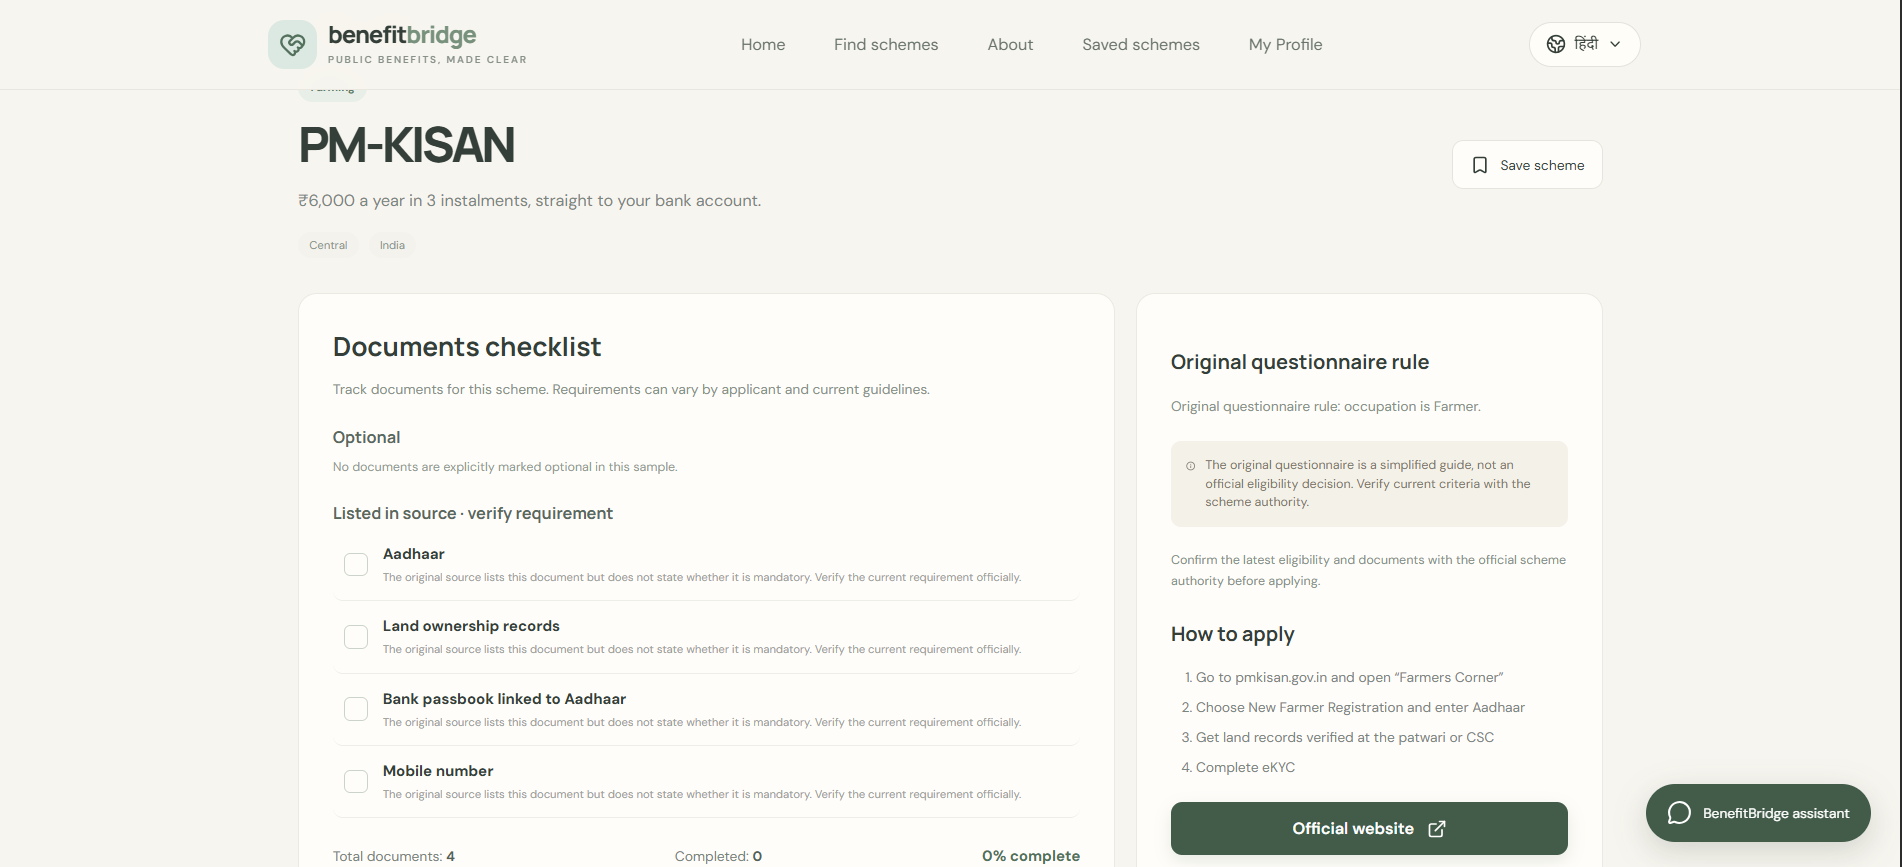 benefitbridge
PUBLIC BENEFITS, MADE CLEAR
Home
Find schemes
About
Saved schemes
My Profile
हिंदी
Farming
PM-KISAN
₹6,000 a year in 3 instalments, straight to your bank account.
Central
India
Save scheme
Documents checklist
Track documents for this scheme. Requirements can vary by applicant and current guidelines.
Optional
No documents are explicitly marked optional in this sample.
Listed in source · verify requirement
Aadhaar
The original source lists this document but does not state whether it is mandatory. Verify the current requirement officially.
Land ownership records
The original source lists this document but does not state whether it is mandatory. Verify the current requirement officially.
Bank passbook linked to Aadhaar
The original source lists this document but does not state whether it is mandatory. Verify the current requirement officially.
Mobile number
The original source lists this document but does not state whether it is mandatory. Verify the current requirement officially.
Total documents: 4
Completed: 0
0% complete
Original questionnaire rule
Original questionnaire rule: occupation is Farmer.
The original questionnaire is a simplified guide, not an
official eligibility decision. Verify current criteria with the
scheme authority.
Confirm the latest eligibility and documents with the official scheme
authority before applying.
How to apply
1. Go to pmkisan.gov.in and open “Farmers Corner”
2. Choose New Farmer Registration and enter Aadhaar
3. Get land records verified at the patwari or CSC
4. Complete eKYC
Official website
BenefitBridge assistant